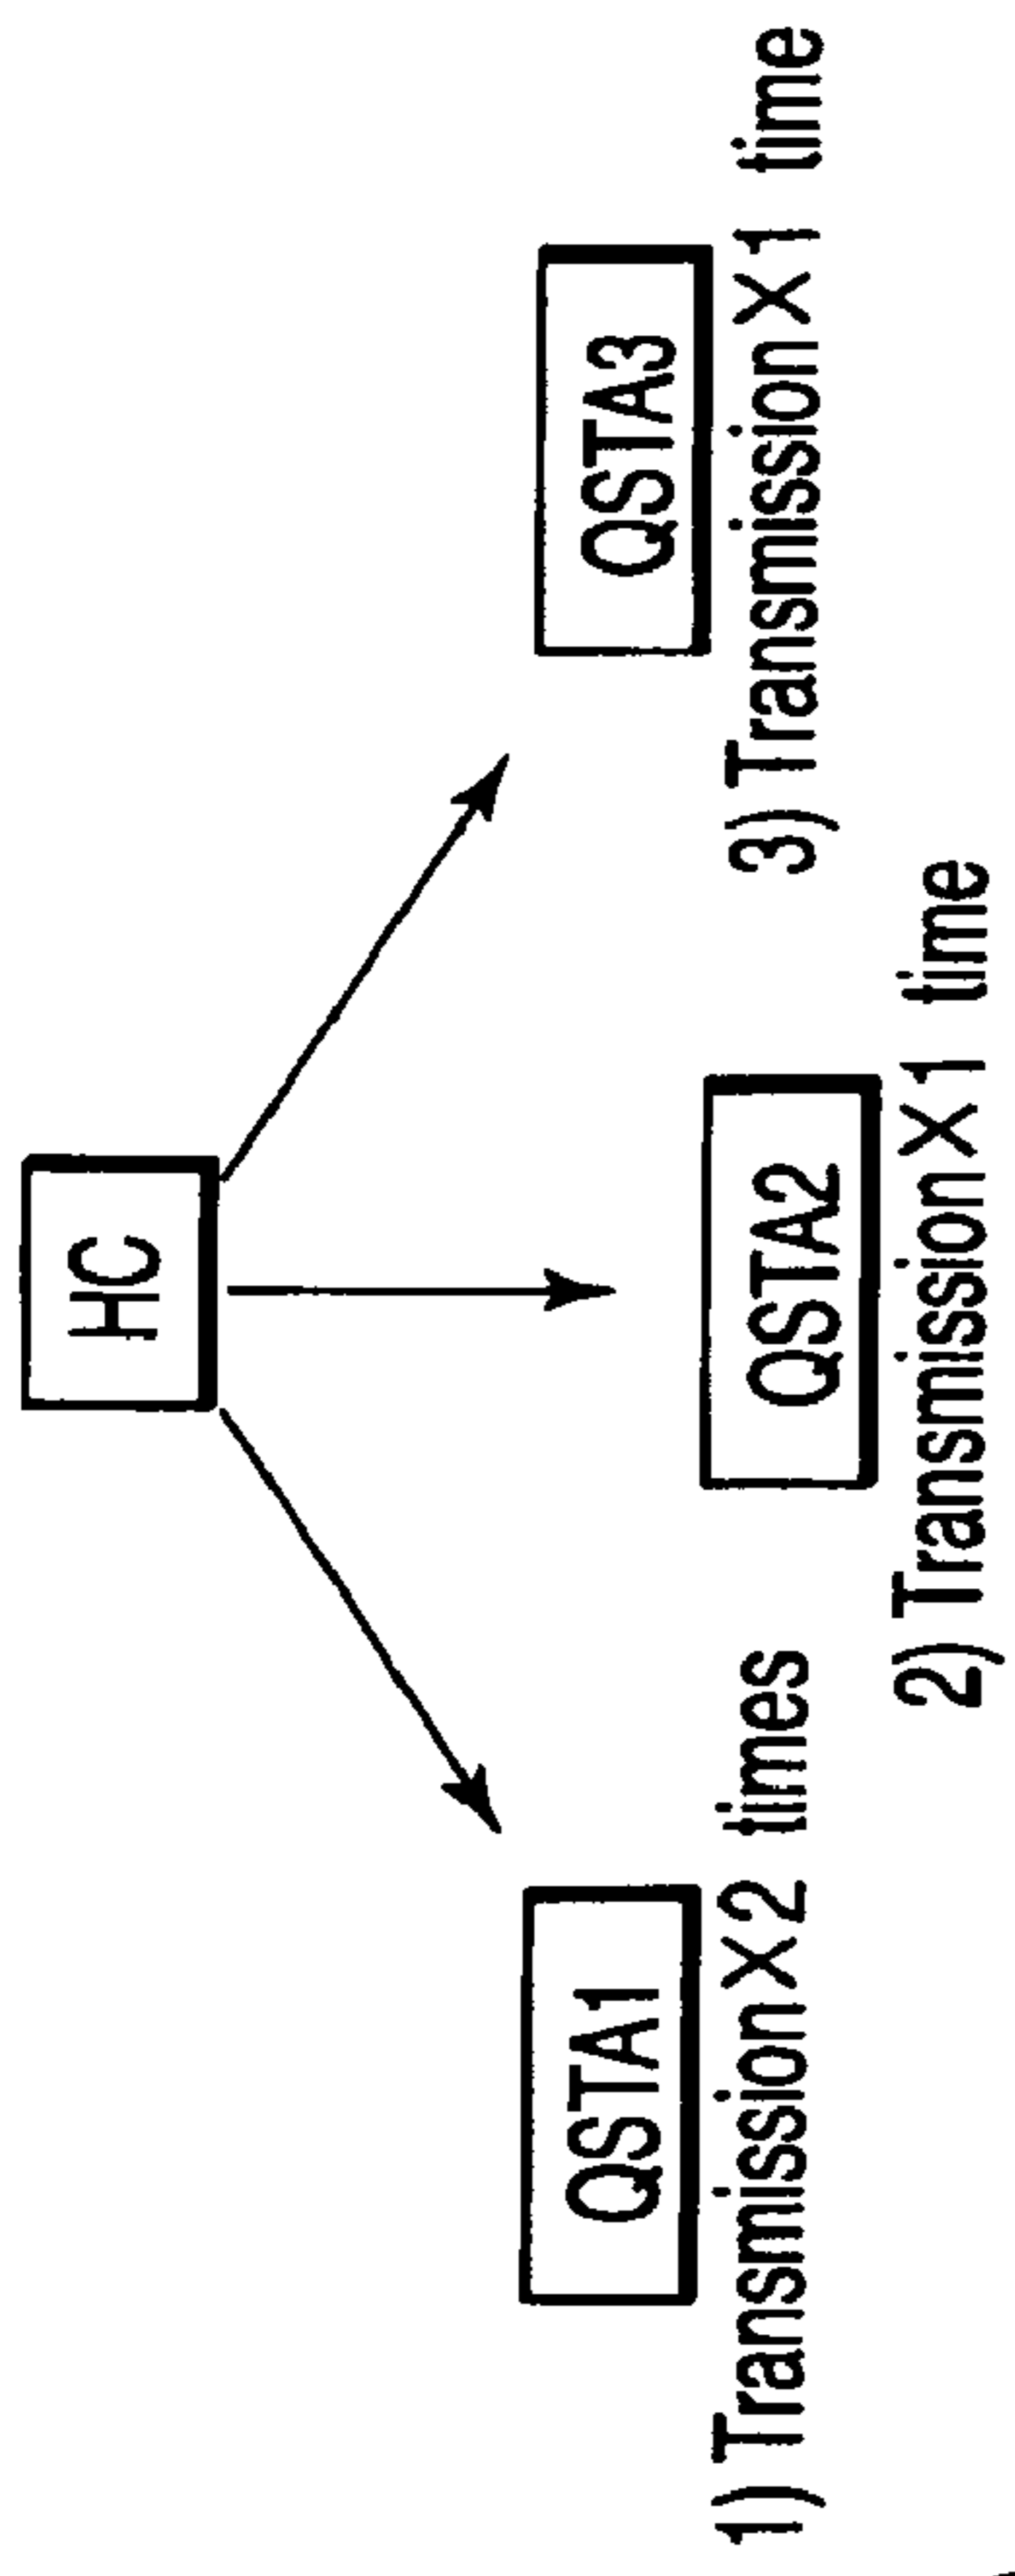 HC
QSTA1
1) Transmission×2 times
QSTA2
2) Transmission×1 time
QSTA3
3) Transmission×1 time